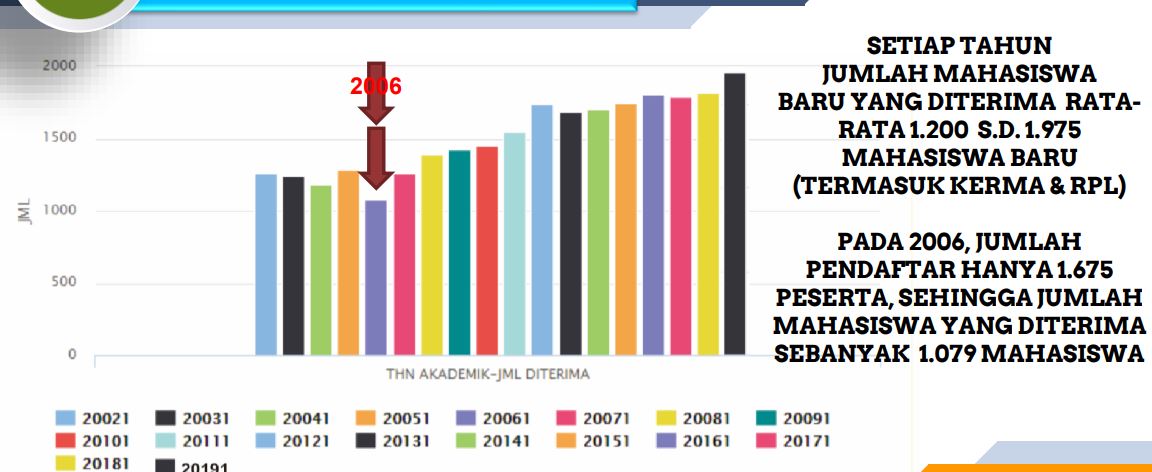 2000
2006
1500
1000
500
0
JML
THN AKADEMIK-JML DITERIMA
20021 20031 20041 20051 20061 20071 20081 20091
20101 20111 20121 20131 20141 20151 20161 20171
20181 20191
SETIAP TAHUN
JUMLAH MAHASISWA
BARU YANG DITERIMA RATA-
RATA 1.200 S.D. 1.975
MAHASISWA BARU
(TERMASUK KERMA & RPL)
PADA 2006, JUMLAH
PENDAFTAR HANYA 1.675
PESERTA, SEHINGGA JUMLAH
MAHASISWA YANG DITERIMA
SEBANYAK 1.079 MAHASISWA